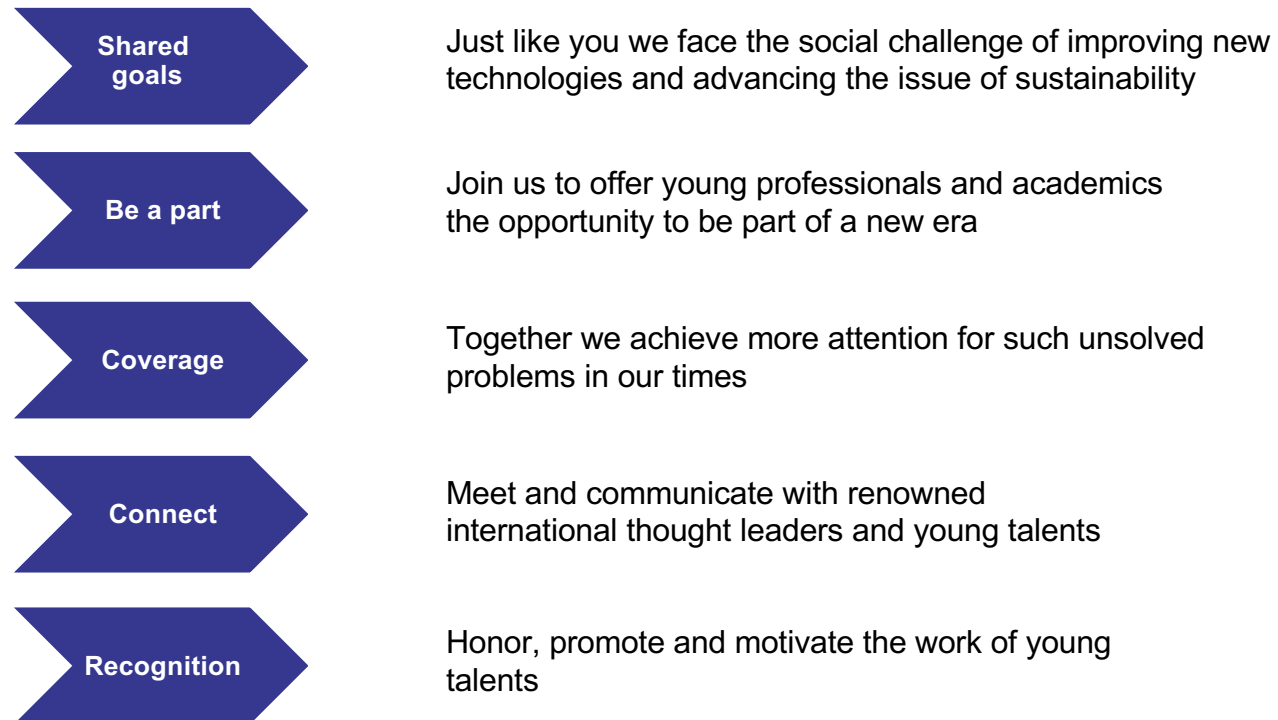 Shared
goals
Just like you we face the social challenge of improving new
technologies and advancing the issue of sustainability
Be a part
Join us to offer young professionals and academics
the opportunity to be part of a new era
Coverage
Together we achieve more attention for such unsolved
problems in our times
Connect
Meet and communicate with renowned
international thought leaders and young talents
Recognition
Honor, promote and motivate the work of young
talents